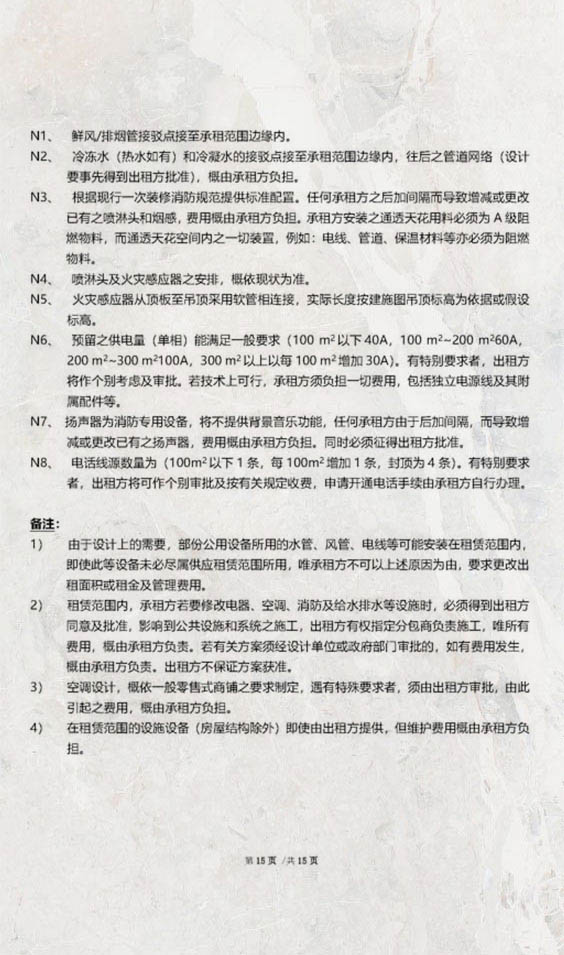 N1、 鲜风/排烟管接驳点接至承租范围边缘内。
N2、 冷冻水（热水如有）和冷凝水的接驳点接至承租范围边缘内，往后之管道网络（设计
要事先得到出租方批准），概由承租方负担。
N3、 根据现行一次装修消防规范提供标准配置。任何承租方之后加间隔而导致增减或更改
已有之喷淋头和烟感，费用概由承租方负担。承租方安装之通透天花用料必须为 A 级阻
燃物料，而通透天花空间内之一切装置，例如：电线、管道、保温材料等亦必须为阻燃
物料。
N4、 喷淋头及火灾感应器之安排，概依现状为准。
N5、 火灾感应器从顶板至吊顶采用软管相连接，实际长度按建施图吊顶标高为依据或假设
标高。
N6、 预留之供电量（单相）能满足一般要求（100 m²以下 40A，100 m²~200 m²60A，
200 m²~300 m²100A，300 m²以上以每 100 m²增加 30A）。有特别要求者，出租方
将作个别考虑及审批。若技术上可行，承租方须负担一切费用，包括独立电源线及其附
属配件等。
N7、 扬声器为消防专用设备，将不提供背景音乐功能，任何承租方由于后加间隔，而导致增
减或更改已有之扬声器，费用概由承租方负担。同时必须征得出租方批准。
N8、 电话线源数量为（100m²以下 1 条，每 100m²增加 1 条，封顶为 4 条）。有特别要求
者，出租方将可作个别审批及按有关规定收费，申请开通电话手续由承租方自行办理。
备注：
1） 由于设计上的需要，部份公用设备所用的水管、风管、电线等可能安装在租赁范围内，
即使此等设备未必尽属供应租赁范围所用，唯承租方不可以上述原因为由，要求更改出
租面积或租金及管理费用。
2） 租赁范围内，承租方若要修改电器、空调、消防及给水排水等设施时，必须得到出租方
同意及批准，影响到公共设施和系统之施工，出租方有权指定分包商负责施工，唯所有
费用，概由承租方负责。若有关方案须经设计单位或政府部门审批的，如有费用发生，
概由承租方负责。出租方不保证方案获准。
3） 空调设计，概依一般零售式商铺之要求制定，遇有特殊要求者，须由出租方审批，由此
引起之费用，概由承租方负担。
4） 在租赁范围的设施设备（房屋结构除外）即使由出租方提供，但维护费用概由承租方负
担。
第 15 页 /共 15 页